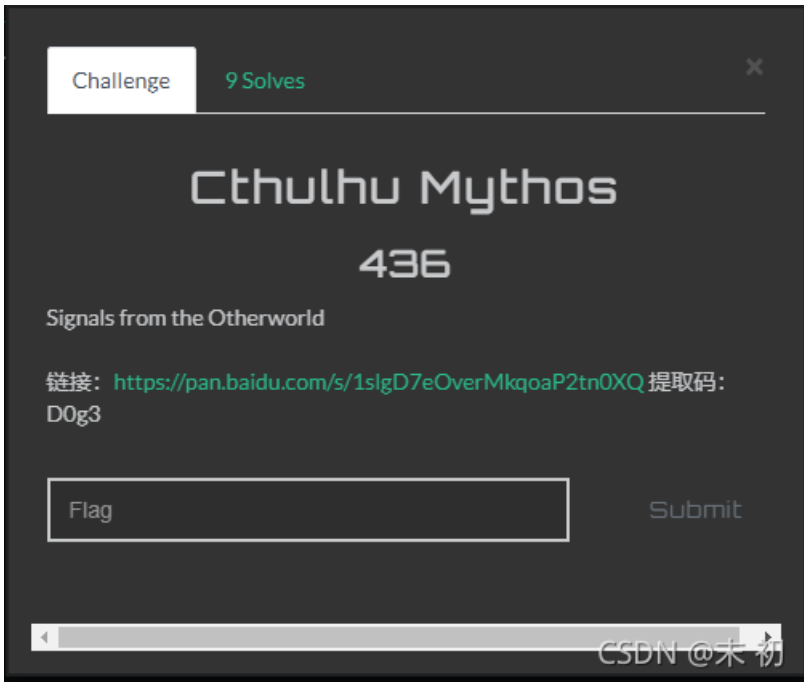 Challenge
9 Solves
×
Cthulhu Mythos
436
Signals from the Otherworld
链接：https://pan.baidu.com/s/1slgD7eOverMkqoaP2tn0XQ 提取码：
D0g3
Flag
Submit
CSDN @末 初